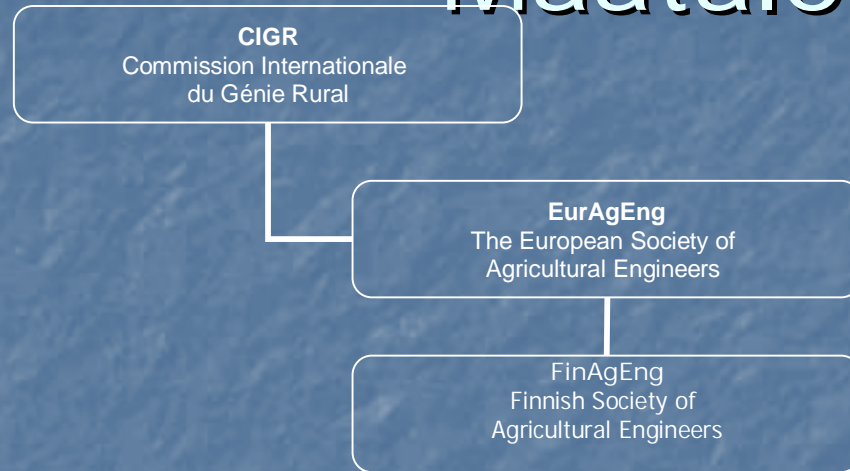 CIGR
Commission Internationale
du Génie Rural
EurAgEng
The European Society of
Agricultural Engineers
FinAgEng
Finnish Society of
Agricultural Engineers